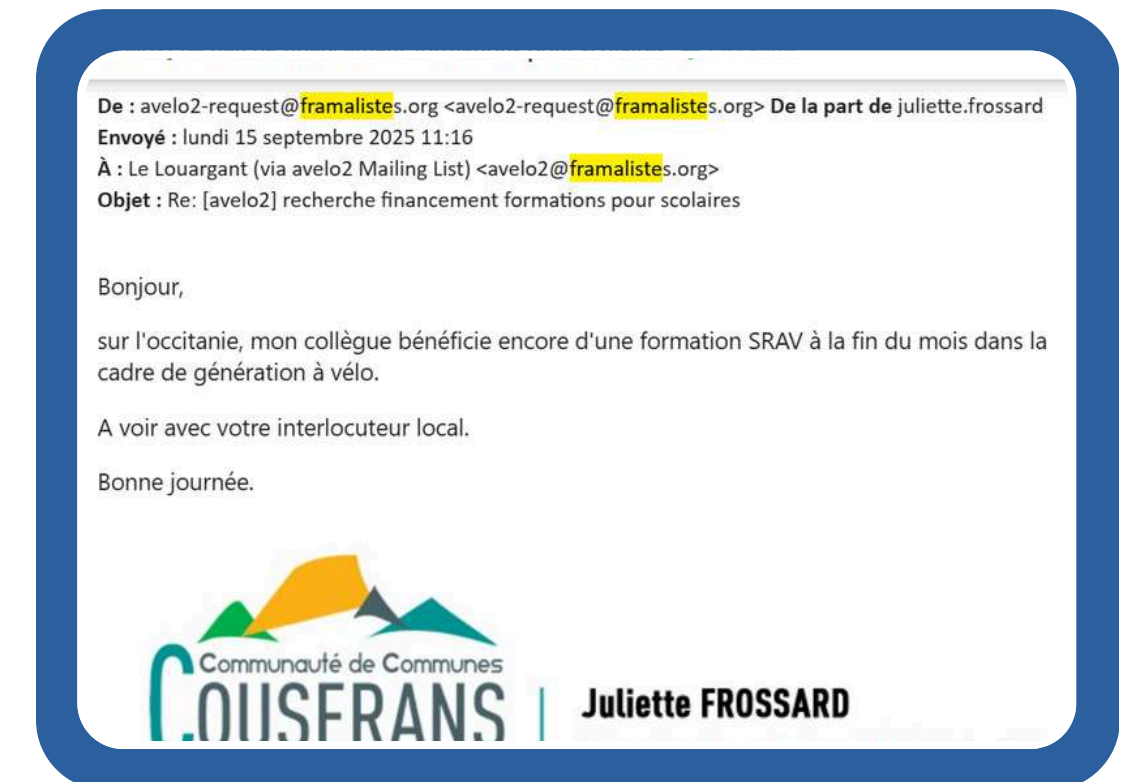 De : avelo2-request@framalistes.org <avelo2-request@framalistes.org> De la part de juliette.frossard
Envoyé : lundi 15 septembre 2025 11:16
À : Le Louargant (via avelo2 Mailing List) <avelo2@framalistes.org>
Objet : Re: [avelo2] recherche financement formations pour scolaires
Bonjour,
sur l'occitanie, mon collègue bénéficie encore d'une formation SRAV à la fin du mois dans la
cadre de génération à vélo.
A voir avec votre interlocuteur local.
Bonne journée.
Communauté de Communes
COUSERANS
Juliette FROSSARD